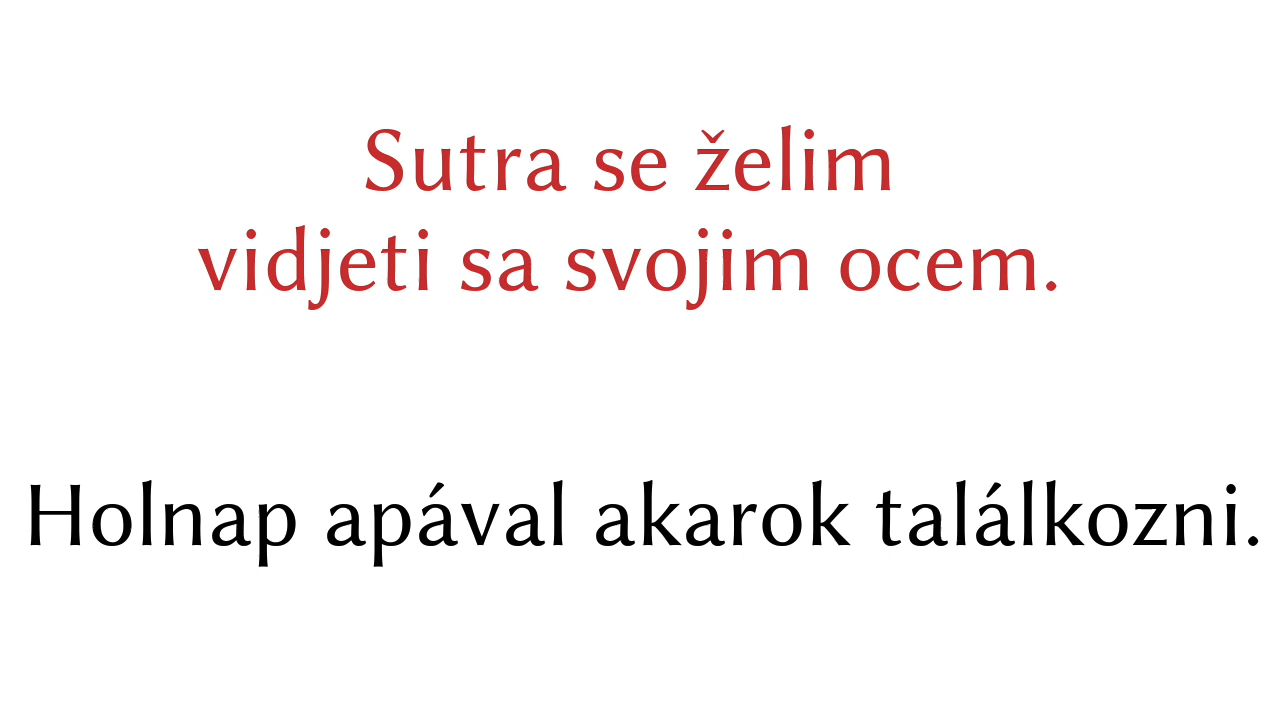 Sutra se želim
vidjeti sa svojim ocem.
Holnap apával akarok találkozni.